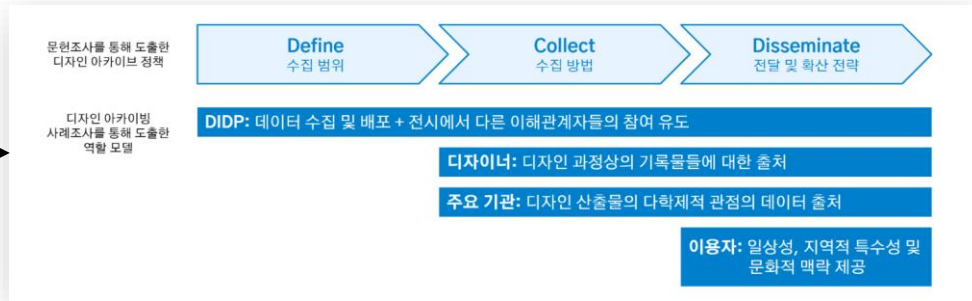 문헌조사를 통해 도출한
디자인 아카이브 정책
Define
수집 범위
Collect
수집 방법
Disseminate
전달 및 확산 전략
디자인 아카이빙
사례조사를 통해 도출한
역할 모델
DIDP: 데이터 수집 및 배포 + 전시에서 다른 이해관계자들의 참여 유도
디자이너: 디자인 과정상의 기록물들에 대한 출처
주요 기관: 디자인 산출물의 다학제적 관점의 데이터 출처
이용자: 일상성, 지역적 특수성 및
문화적 맥락 제공